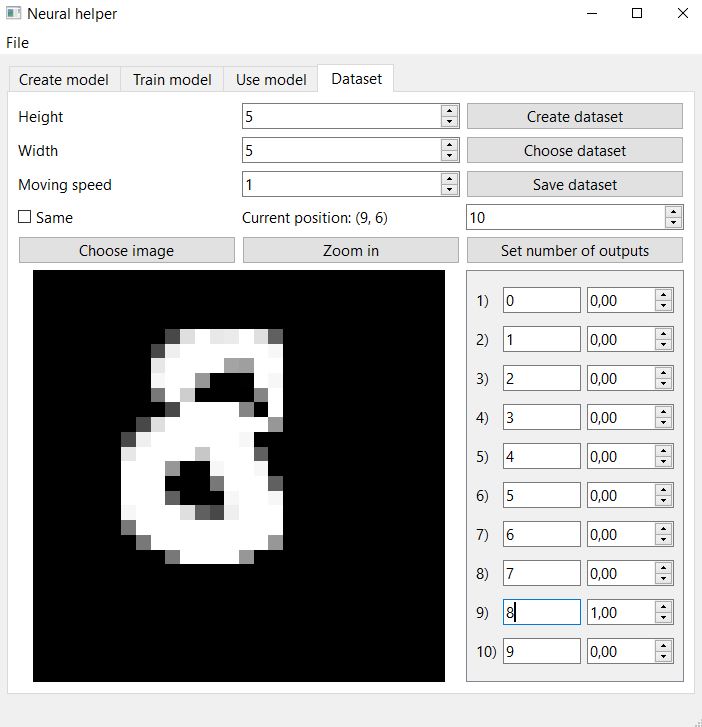 Neural helper
File
Create model Train model Use model Dataset
Height 5 Create dataset
Width 5 Choose dataset
Moving speed 1 Save dataset
Same Current position: (9, 6) 10
Choose image Zoom in Set number of outputs
1) 0 0,00
2) 1 0,00
3) 2 0,00
4) 3 0,00
5) 4 0,00
6) 5 0,00
7) 6 0,00
8) 7 0,00
9) 8 1,00
10) 9 0,00
8